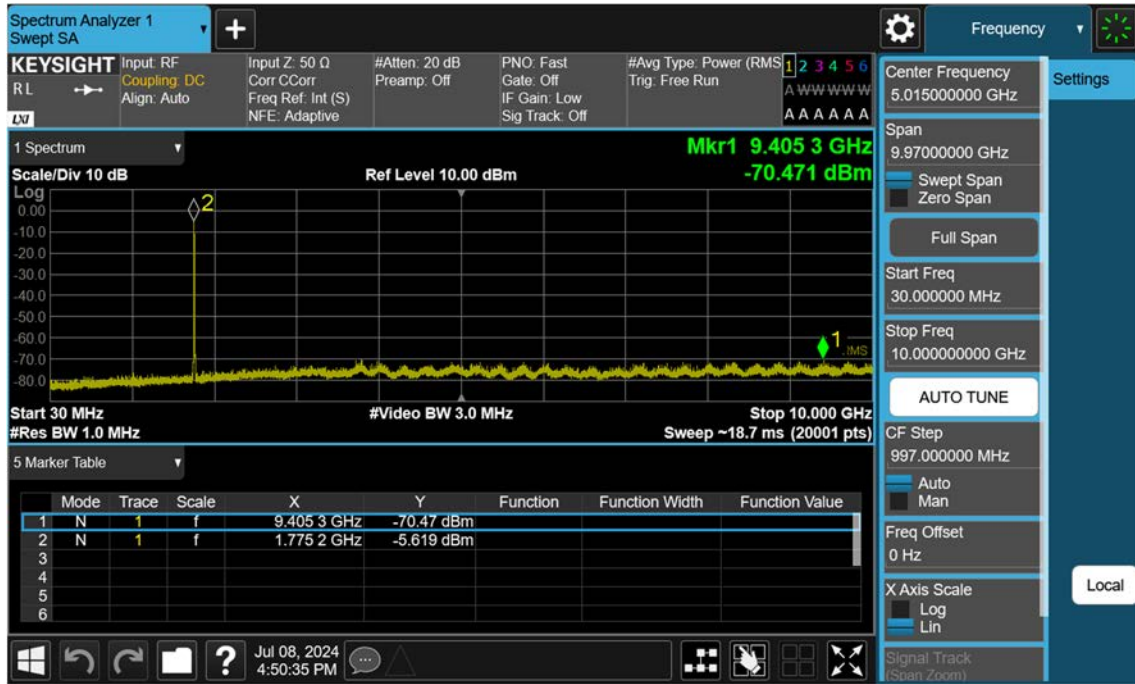 Spectrum Analyzer 1
Swept SA
+
Frequency
KEYSIGHT
RL
LXI
Input: RF
Coupling: DC
Align: Auto
Input Z: 50 Ω
Corr CCorr
Freq Ref: Int (S)
NFE: Adaptive
#Atten: 20 dB
Preamp: Off
PNO: Fast
Gate: Off
IF Gain: Low
Sig Track: Off
#Avg Type: Power (RMS
Trig: Free Run
1 2 3 4 5 6
A W W W W W
A A A A A A
1 Spectrum
Mkr1 9.405 3 GHz
-70.471 dBm
Scale/Div 10 dB
Ref Level 10.00 dBm
Log
0.00
-10.0
-20.0
-30.0
-40.0
-50.0
-60.0
-70.0
-80.0
2
1
RMS
Start 30 MHz
#Video BW 3.0 MHz
Stop 10.000 GHz
#Res BW 1.0 MHz
Sweep ~18.7 ms (20001 pts)
5 Marker Table
Mode Trace Scale X Y Function Function Width Function Value
1 N 1 f 9.405 3 GHz -70.47 dBm
2 N 1 f 1.775 2 GHz -5.619 dBm
3
4
5
6
?
Jul 08, 2024
4:50:35 PM
Center Frequency
5.015000000 GHz
Settings
Span
9.97000000 GHz
Swept Span
Zero Span
Full Span
Start Freq
30.000000 MHz
Stop Freq
10.000000000 GHz
AUTO TUNE
CF Step
997.000000 MHz
Auto
Man
Freq Offset
0 Hz
X Axis Scale
Log
Lin
Local
Signal Track
(Span Zoom)